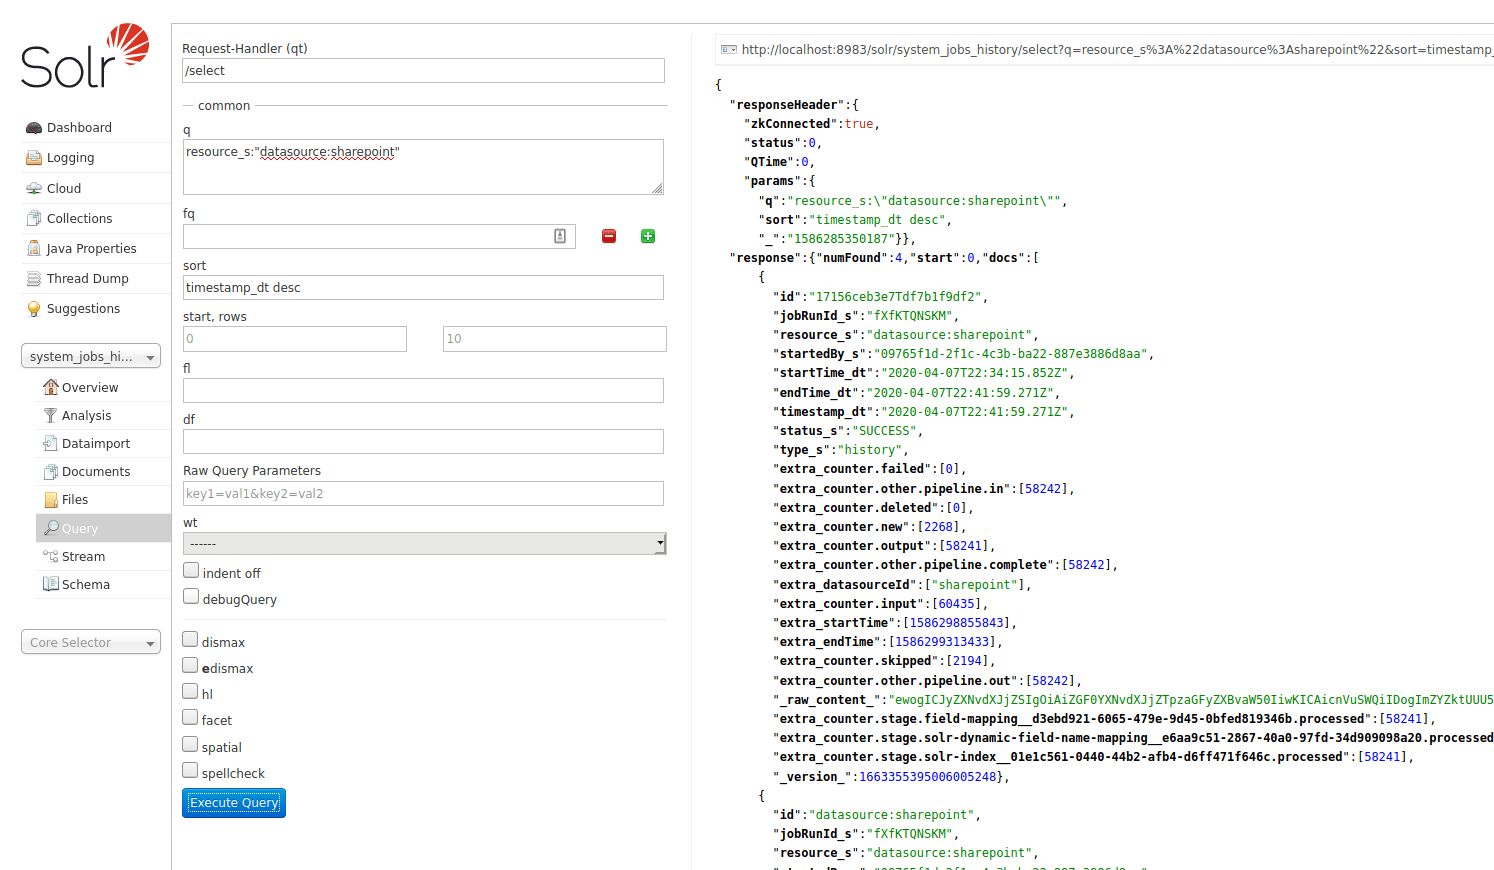 Solr
Dashboard
Logging
Cloud
Collections
Java Properties
Thread Dump
Suggestions
system_jobs_hi...
Overview
Analysis
Dataimport
Documents
Files
Query
Stream
Schema
Core Selector
Request-Handler (qt)
/select
common
q
resource_s:"datasource:sharepoint"
fq
sort
timestamp_dt desc
start, rows
0 10
fl
df
Raw Query Parameters
key1=val1&key2=val2
wt
------
indent off
debugQuery
dismax
edismax
hl
facet
spatial
spellcheck
Execute Query
http://localhost:8983/solr/system_jobs_history/select?q=resource_s%3A%22datasource%3Asharepoint%22&sort=timestamp_
{
"responseHeader":{
"zkConnected":true,
"status":0,
"QTime":0,
"params":{
"q":"resource_s:\"datasource:sharepoint\"",
"sort":"timestamp_dt desc",
"_":"1586285350187"}},
"response":{"numFound":4,"start":0,"docs":[
{
"id":"17156ceb3e7Tdf7b1f9df2",
"jobRunId_s":"fXfKTQNSKM",
"resource_s":"datasource:sharepoint",
"startedBy_s":"09765f1d-2f1c-4c3b-ba22-887e3886d8aa",
"startTime_dt":"2020-04-07T22:34:15.852Z",
"endTime_dt":"2020-04-07T22:41:59.271Z",
"timestamp_dt":"2020-04-07T22:41:59.271Z",
"status_s":"SUCCESS",
"type_s":"history",
"extra_counter.failed":[0],
"extra_counter.other.pipeline.in":[58242],
"extra_counter.deleted":[0],
"extra_counter.new":[2268],
"extra_counter.output":[58241],
"extra_counter.other.pipeline.complete":[58242],
"extra_datasourceId":["sharepoint"],
"extra_counter.input":[60435],
"extra_startTime":[1586298855843],
"extra_endTime":[1586299313433],
"extra_counter.skipped":[2194],
"extra_counter.other.pipeline.out":[58242],
"_raw_content_":"ewogICJyZXNvdXJjZSIgOiAiZGF0YXNvdXJjZTpzaGFyZXBvaW50IiwKICAicnVuSWQiIDogImZYZktUUU5
"extra_counter.stage.field-mapping__d3ebd921-6065-479e-9d45-0bfed819346b.processed":[58241],
"extra_counter.stage.solr-dynamic-field-name-mapping__e6aa9c51-2867-40a0-97fd-34d909098a20.processed
"extra_counter.stage.solr-index__01e1c561-0440-44b2-afb4-d6ff471f646c.processed":[58241],
"_version_":1663355395006005248},
{
"id":"datasource:sharepoint",
"jobRunId_s":"fXfKTQNSKM",
"resource_s":"datasource:sharepoint",